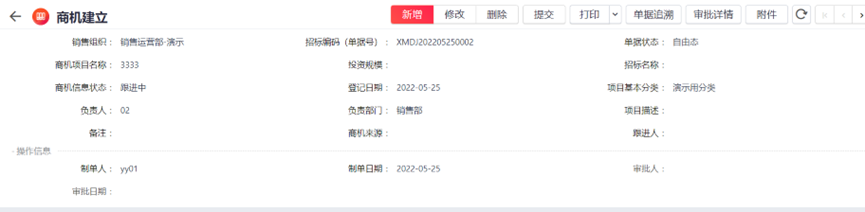 商机建立 新增 修改 删除 提交 打印 单据追溯 审批详情 附件
销售组织： 销售运营部-演示 招标编码（单据号）： XMDJ202205250002 单据状态： 自由态
商机项目名称： 3333 投资规模： 招标名称：
商机信息状态： 跟进中 登记日期： 2022-05-25 项目基本分类： 演示用分类
负责人： 02 负责部门： 销售部 项目描述：
备注： 商机来源： 跟进人：
操作信息
制单人： yy01 制单日期： 2022-05-25 审批人：
审批日期：